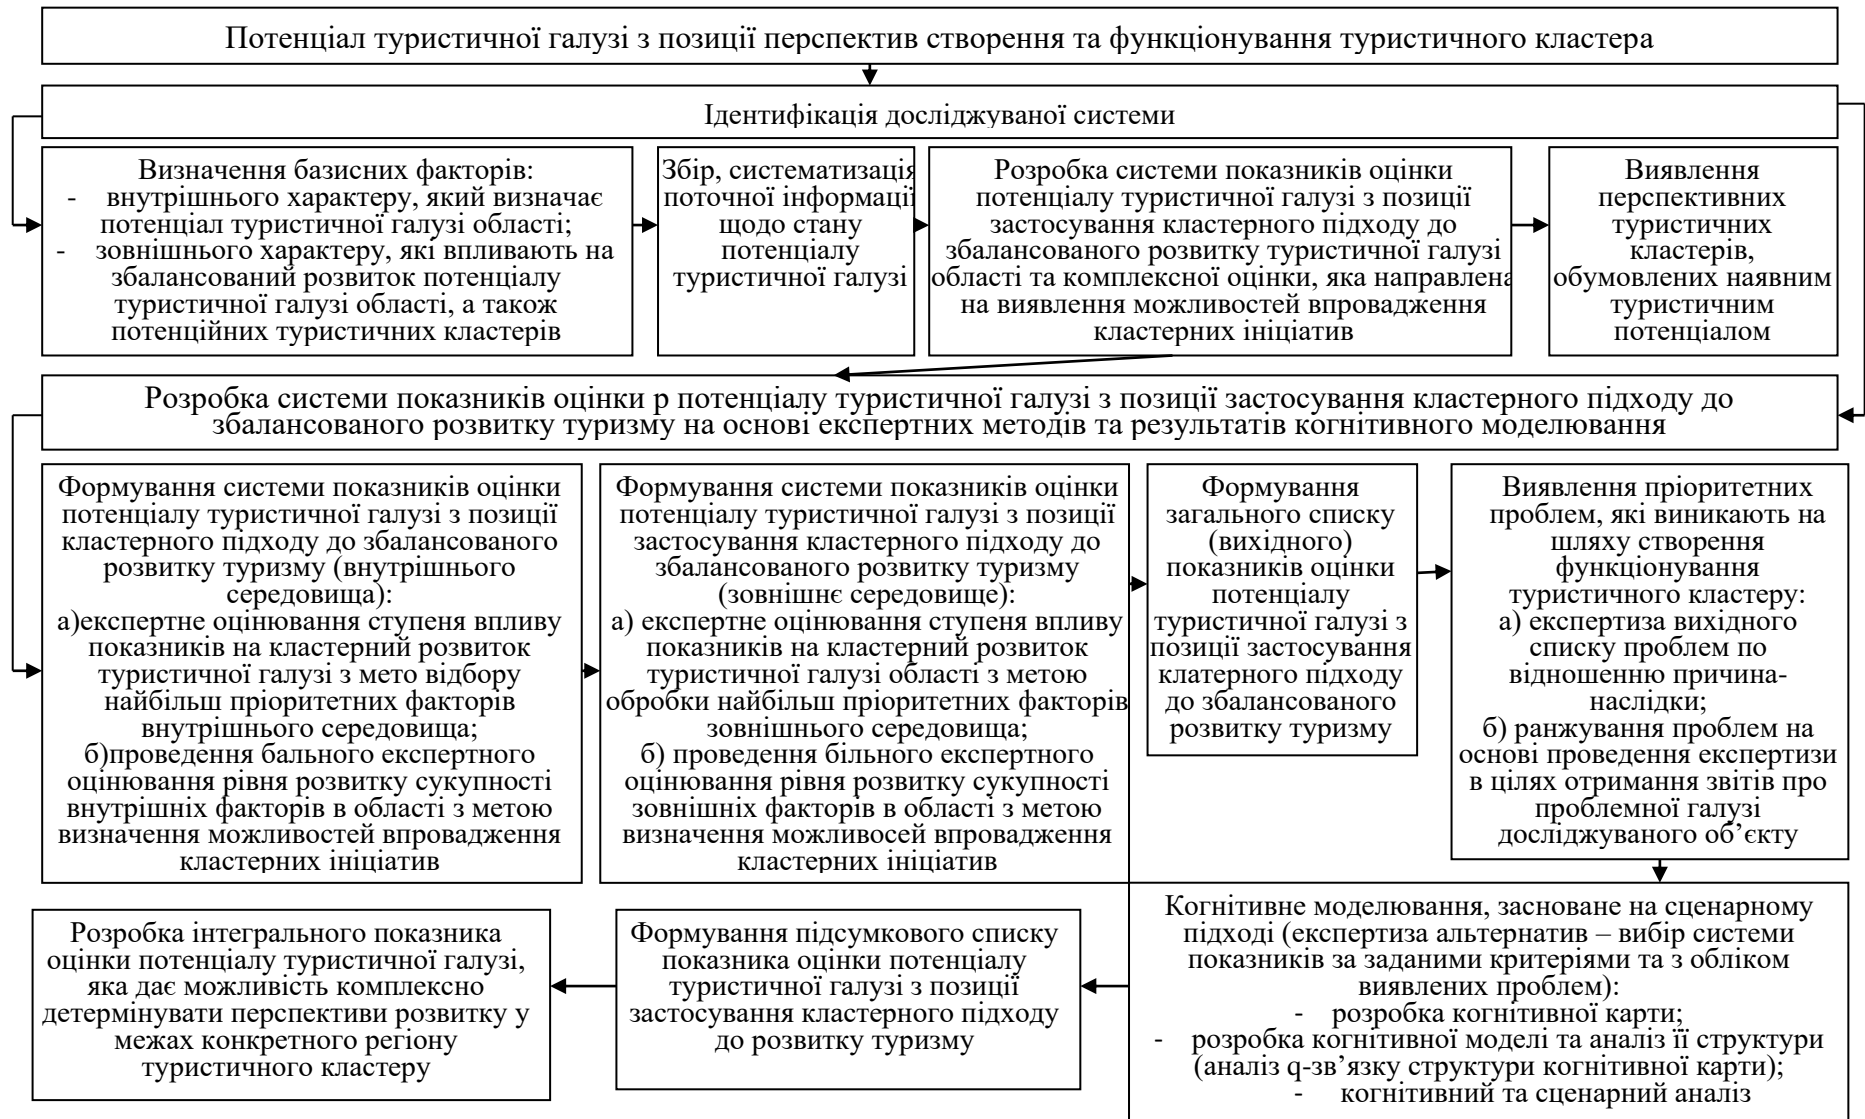 Потенціал туристичної галузі з позиції перспектив створення та функціонування туристичного кластера
Ідентифікація досліджуваної системи
Визначення базисних факторів:
- внутрішнього характеру, який визначає
потенціал туристичної галузі області;
- зовнішнього характеру, які впливають на
збалансований розвиток потенціалу
туристичної галузі області, а також
потенційних туристичних кластерів
Збір, систематизація
поточної інформації
щодо стану
потенціалу
туристичної галузі
Розробка системи показників оцінки
потенціалу туристичної галузі з позиції
застосування кластерного підходу до
збалансованого розвитку туристичної галузі
області та комплексної оцінки, яка направлена
на виявлення можливостей впровадження
кластерних ініціатив
Виявлення
перспективних
туристичних
кластерів,
обумовлених наявним
туристичним
потенціалом
Розробка системи показників оцінки р потенціалу туристичної галузі з позиції застосування кластерного підходу до
збалансованого розвитку туризму на основі експертних методів та результатів когнітивного моделювання
Формування системи показників оцінки
потенціалу туристичної галузі з позиції
кластерного підходу до збалансованого
розвитку туризму (внутрішнього
середовища):
а)експертне оцінювання ступеня впливу
показників на кластерний розвиток
туристичної галузі з мето відбору
найбільш пріоритетних факторів
внутрішнього середовища;
б)проведення бального експертного
оцінювання рівня розвитку сукупності
внутрішніх факторів в області з метою
визначення можливостей впровадження
кластерних ініціатив
Формування системи показників оцінки
потенціалу туристичної галузі з позиції
застосування кластерного підходу до
збалансованого розвитку туризму
(зовнішнє середовище):
а) експертне оцінювання ступеня впливу
показників на кластерний розвиток
туристичної галузі області з метою
обробки найбільш пріоритетних факторів
зовнішнього середовища;
б) проведення більного експертного
оцінювання рівня розвитку сукупності
зовнішніх факторів в області з метою
визначення можливосей впровадження
кластерних ініціатив
Формування
загального списку
(вихідного)
показників оцінки
потенціалу
туристичної галузі з
позиції застосування
клатерного підходу
до збалансованого
розвитку туризму
Виявлення пріоритетних
проблем, які виникають на
шляху створення
функціонування
туристичного кластеру:
а) експертиза вихідного
списку проблем по
відношенню причина-
наслідки;
б) ранжування проблем на
основі проведення експертизи
в цілях отримання звітів про
проблемної галузі
досліджуваного об’єкту
Розробка інтегрального показника
оцінки потенціалу туристичної галузі,
яка дає можливість комплексно
детермінувати перспективи розвитку у
межах конкретного регіону
туристичного кластеру
Формування підсумкового списку
показника оцінки потенціалу
туристичної галузі з позиції
застосування кластерного підходу
до розвитку туризму
Когнітивне моделювання, засноване на сценарному
підході (експертиза альтернатив – вибір системи
показників за заданими критеріями та з обліком
виявлених проблем):
- розробка когнітивної карти;
- розробка когнітивної моделі та аналіз її структури
(аналіз q-зв’язку структури когнітивної карти);
- когнітивний та сценарний аналіз